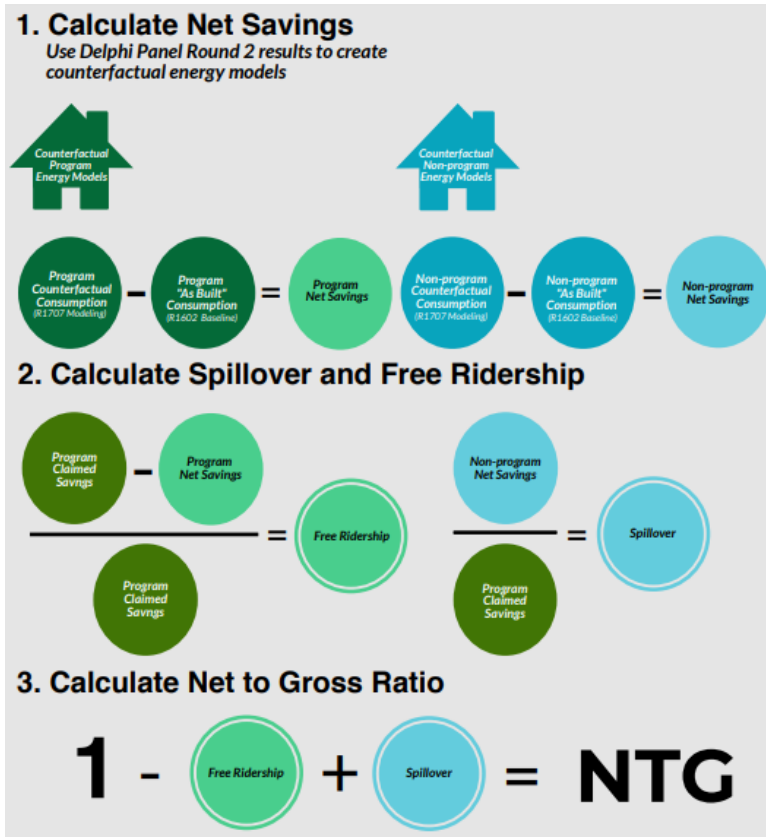 1. Calculate Net Savings
Use Delphi Panel Round 2 results to create
counterfactual energy models
Counterfactual
Program
Energy Models
Counterfactual
Non-program
Energy Models
Program
Counterfactual
Consumption
(R1707 Modeling)
-
Program
"As Built"
Consumption
(R1602 Baseline)
=
Program
Net Savings
Non-program
Counterfactual
Consumption
(R1707 Modeling)
-
Non-program
"As Built"
Consumption
(R1602 Baseline)
=
Non-program
Net Savings
2. Calculate Spillover and Free Ridership
Program
Claimed
Savngs
-
Program
Net Savings
Program
Claimed
Savngs
=
Free Ridership
Non-program
Net Savings
Program
Claimed
Savings
=
Spillover
3. Calculate Net to Gross Ratio
1
-
Free Ridership
+
Spillover
=
NTG